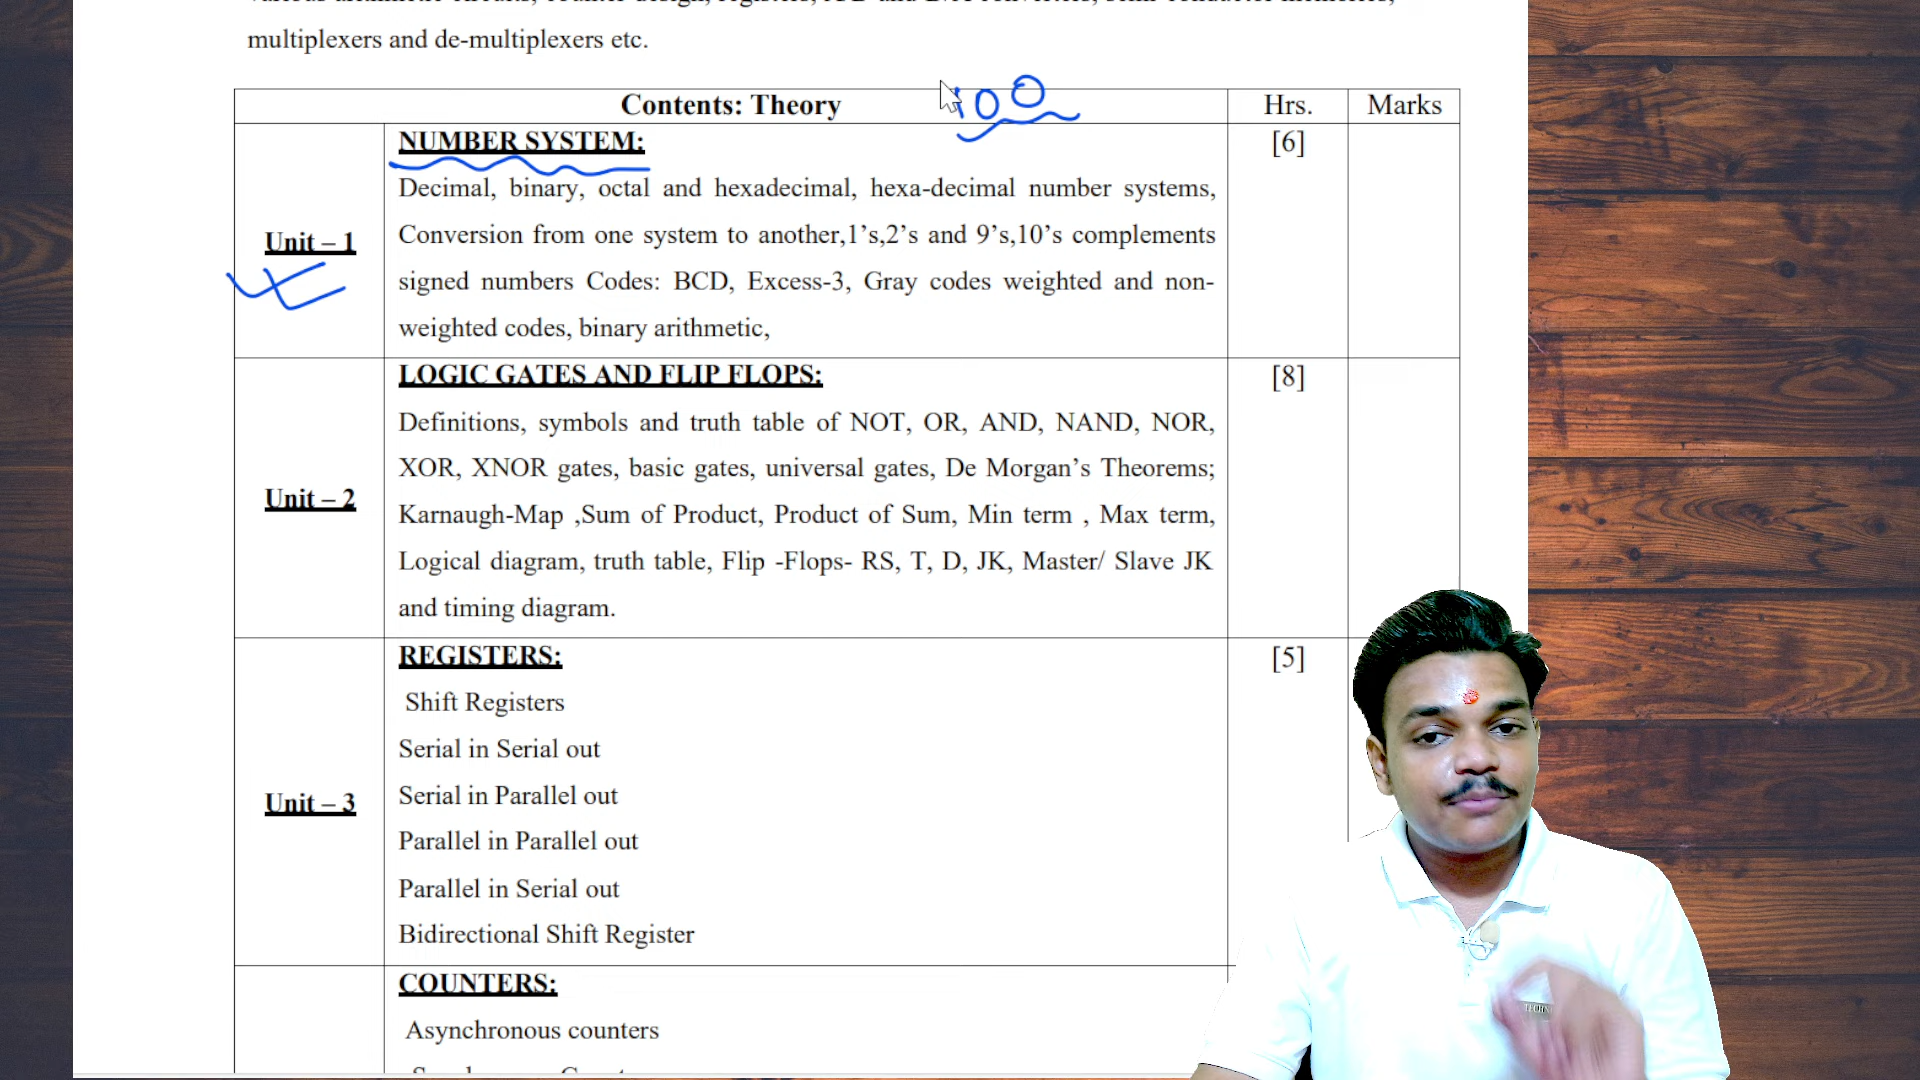 multiplexers and de-multiplexers etc.
Contents: Theory
100
Hrs.
Marks
NUMBER SYSTEM:
[6]
Unit – 1
Decimal, binary, octal and hexadecimal, hexa-decimal number systems,
Conversion from one system to another,1’s,2’s and 9’s,10’s complements
signed numbers Codes: BCD, Excess-3, Gray codes weighted and non-
weighted codes, binary arithmetic,
LOGIC GATES AND FLIP FLOPS:
[8]
Unit – 2
Definitions, symbols and truth table of NOT, OR, AND, NAND, NOR,
XOR, XNOR gates, basic gates, universal gates, De Morgan’s Theorems;
Karnaugh-Map ,Sum of Product, Product of Sum, Min term , Max term,
Logical diagram, truth table, Flip -Flops- RS, T, D, JK, Master/ Slave JK
and timing diagram.
REGISTERS:
[5]
Unit – 3
Shift Registers
Serial in Serial out
Serial in Parallel out
Parallel in Parallel out
Parallel in Serial out
Bidirectional Shift Register
COUNTERS:
Asynchronous counters